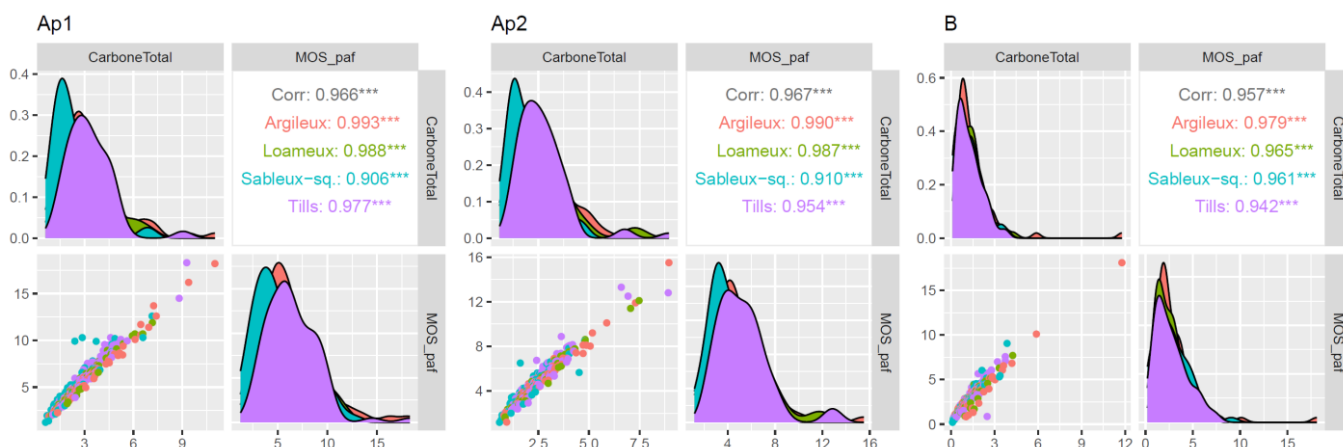 Ap1
CarboneTotal MOS_paf
0.4
0.3
0.2
0.1
0.0
Corr: 0.966***
Argileux: 0.993***
Loameux: 0.988***
Sableux−sq.: 0.906***
Tills: 0.977***
CarboneTotal
15
10
5
MOS_paf
3 6 9
5 10 15
Ap2
CarboneTotal MOS_paf
0.4
0.3
0.2
0.1
0.0
Corr: 0.967***
Argileux: 0.990***
Loameux: 0.987***
Sableux−sq.: 0.910***
Tills: 0.954***
CarboneTotal
16
12
8
4
MOS_paf
2.5 5.0 7.5
4 8 12 16
B
CarboneTotal MOS_paf
0.6
0.4
0.2
0.0
Corr: 0.957***
Argileux: 0.979***
Loameux: 0.965***
Sableux−sq.: 0.961***
Tills: 0.942***
CarboneTotal
15
10
5
0
MOS_paf
0 3 6 9 12
0 5 10 15